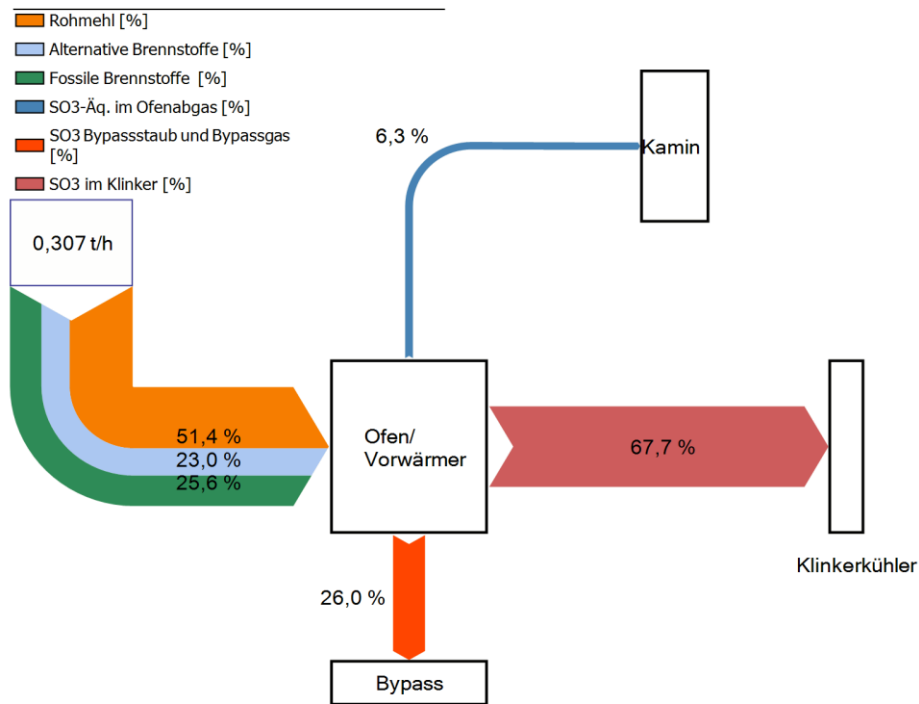 Rohmehl [%]
Alternative Brennstoffe [%]
Fossile Brennstoffe [%]
SO3-Äq. im Ofenabgas [%]
SO3 Bypassstaub und Bypassgas
[%]
SO3 im Klinker [%]
6,3 %
Kamin
0,307 t/h
51,4 %
23,0 %
25,6 %
Ofen/
Vorwärmer
67,7 %
Klinkerkühler
26,0 %
Bypass